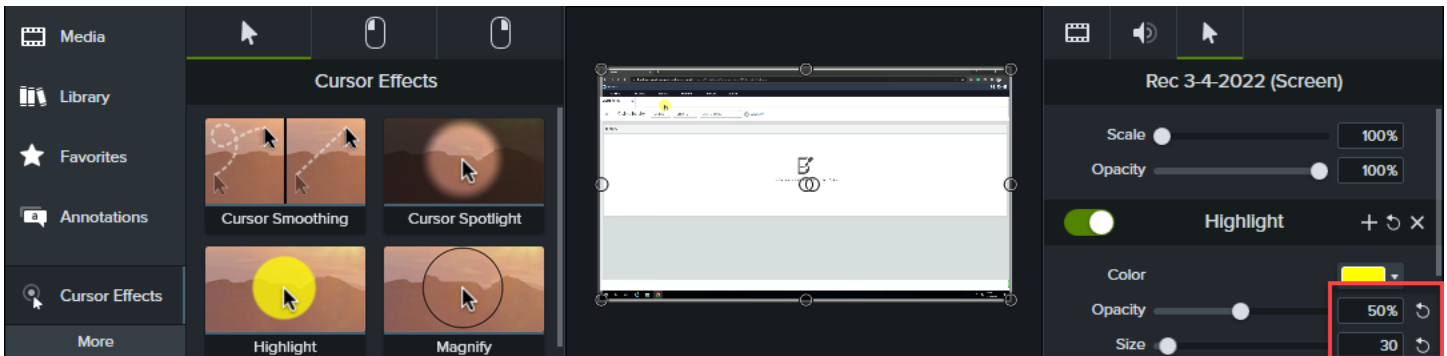 Media
Library
Favorites
a
Annotations
Cursor Effects
More
Cursor Effects
Cursor Smoothing
Cursor Spotlight
Highlight
Magnify
Rec 3-4-2022 (Screen)
Scale 100%
Opacity 100%
Highlight
Color
Opacity 50%
Size 30